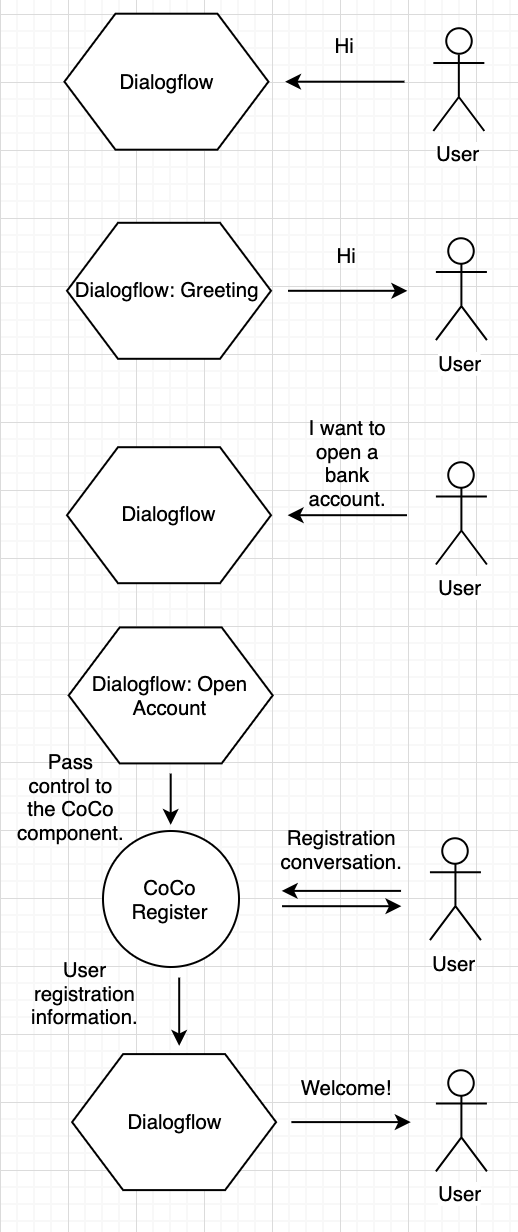 Hi
Dialogflow
User
Hi
Dialogflow: Greeting
User
I want to
open a
bank
account.
Dialogflow
User
Dialogflow: Open
Account
Pass
control to
the CoCo
component.
Registration
conversation.
CoCo
Register
User
User
registration
information.
Welcome!
Dialogflow
User